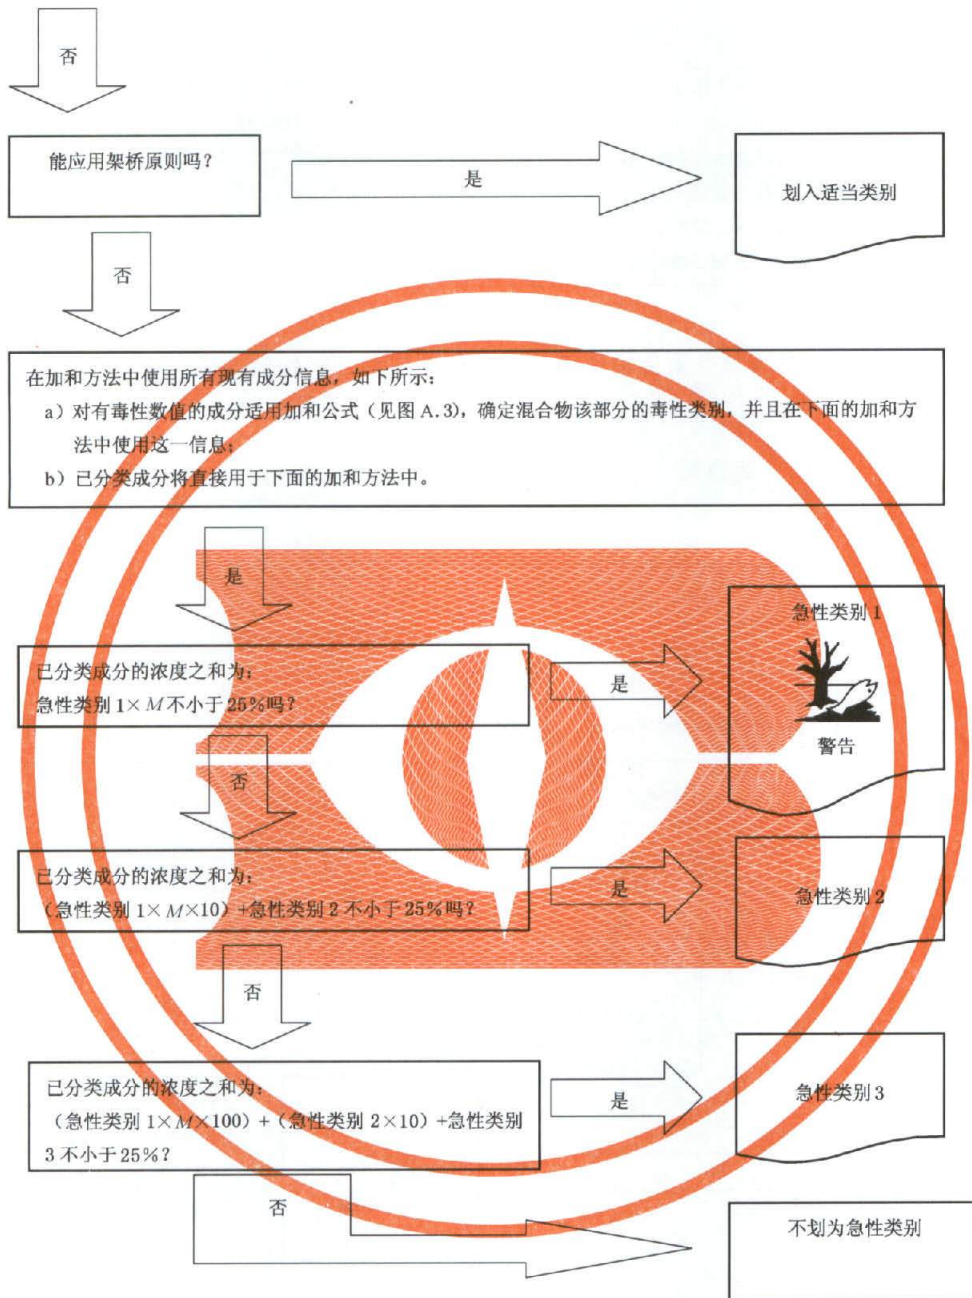 否
能应用架桥原则吗?
是
划入适当类别
否
在加和方法中使用所有现有成分信息,如下所示:
a)对有毒性数值的成分适用加和公式(见图 A.3),确定混合物该部分的毒性类别,并且在下面的加和方
法中使用这一信息;
b)已分类成分将直接用于下面的加和方法中。
是
已分类成分的浓度之和为:
急性类别 1×M 不小于 25%吗?
是
急性类别 1
警告
否
已分类成分的浓度之和为:
(急性类别 1×M×10)+急性类别 2 不小于 25%吗?
是
急性类别 2
否
已分类成分的浓度之和为:
(急性类别 1×M×100)+(急性类别 2×10)+急性类别
3 不小于 25%?
是
急性类别 3
否
不划为急性类别